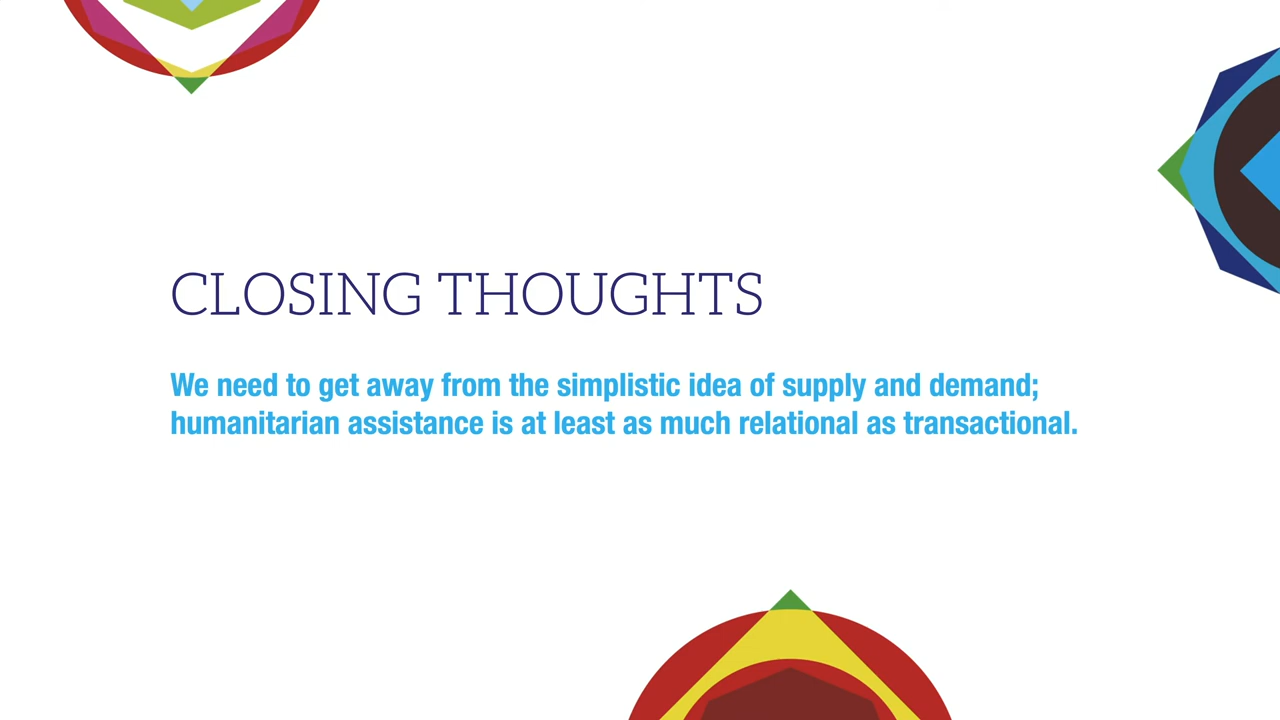 CLOSING THOUGHTS
We need to get away from the simplistic idea of supply and demand;
humanitarian assistance is at least as much relational as transactional.